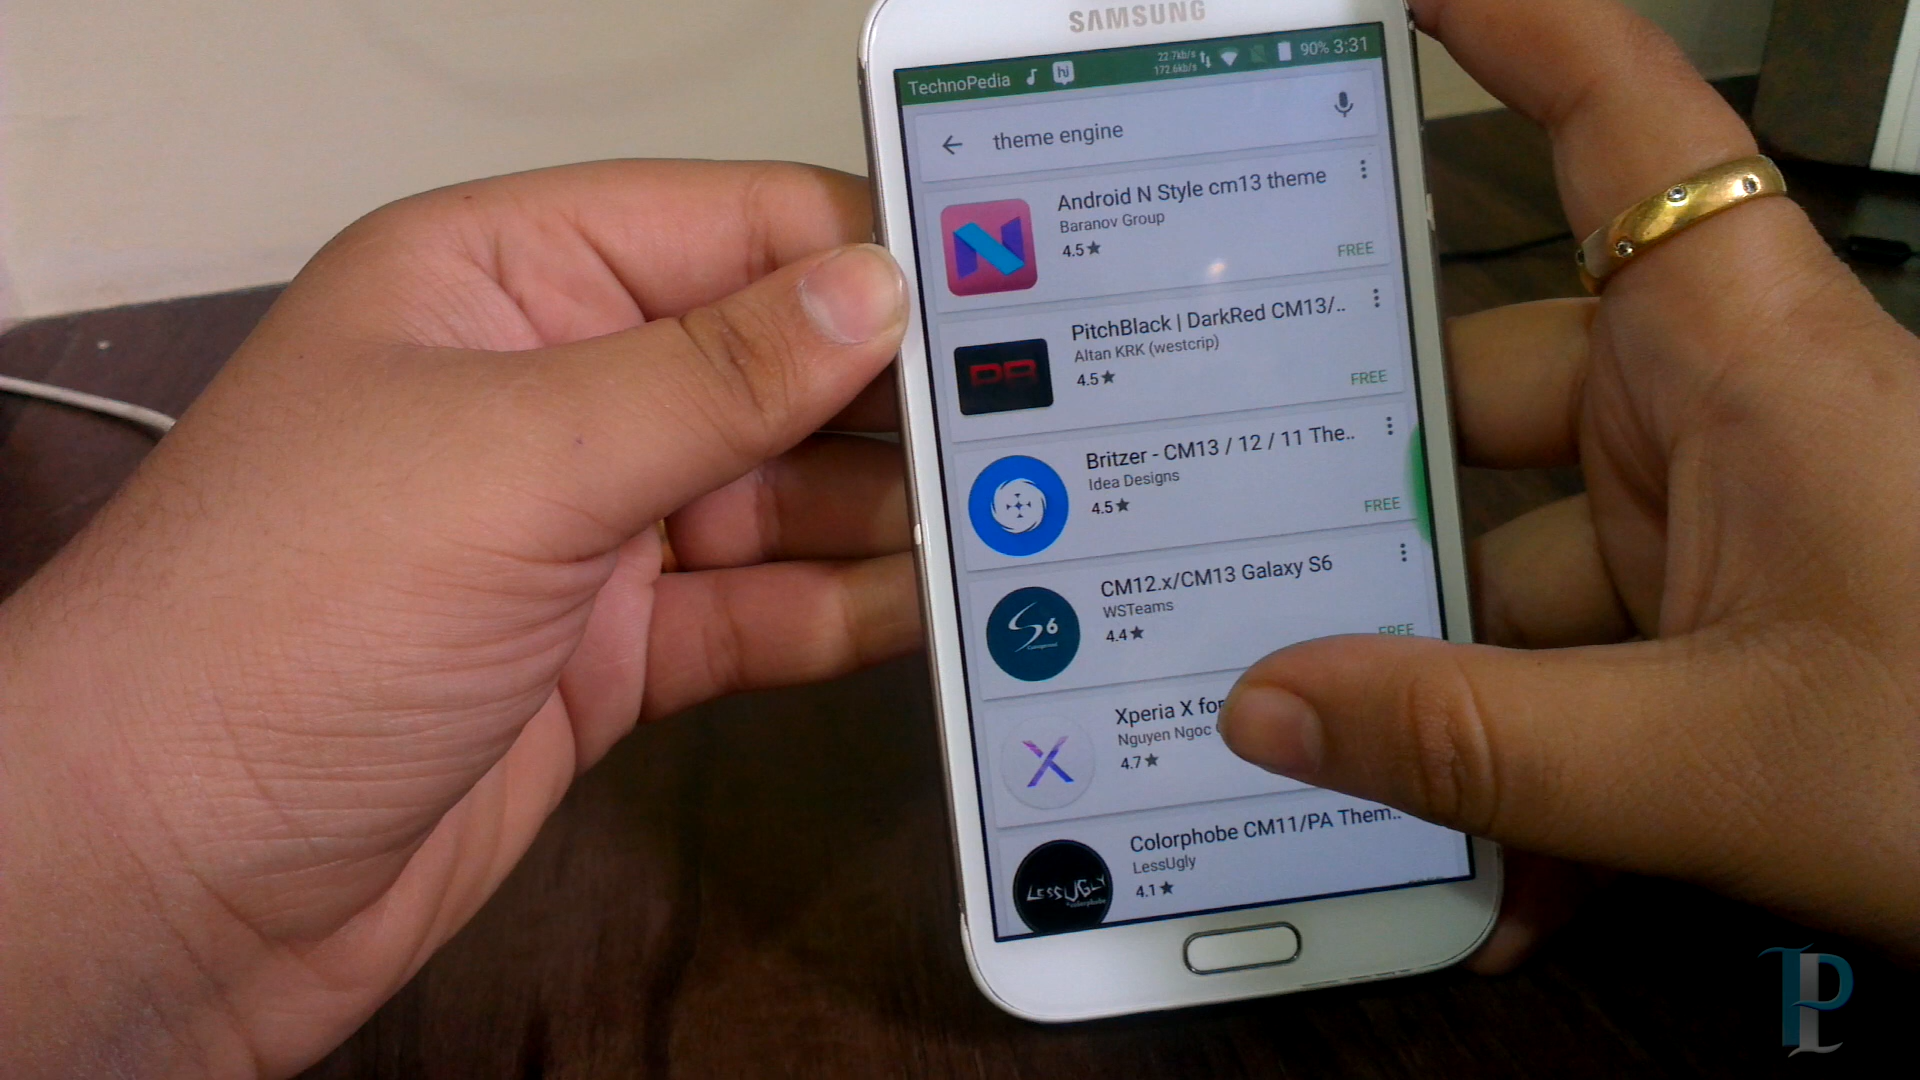 SAMSUNG
TechnoPedia hi 22.7kb/s 172.6kb/s 90% 3:31
theme engine
Android N Style cm13 theme
Baranov Group
4.5★
FREE
PitchBlack | DarkRed CM13/..
Altan KRK (westcrip)
4.5★
FREE
Britzer - CM13 / 12 / 11 The..
Idea Designs
4.5★
FREE
CM12.x/CM13 Galaxy S6
WSTeams
S6
4.4★
FREE
Xperia X for
Nguyen Ngoc
X
4.7★
Colorphobe CM11/PA Them..
LessUgly
LESSUGLY
4.1★